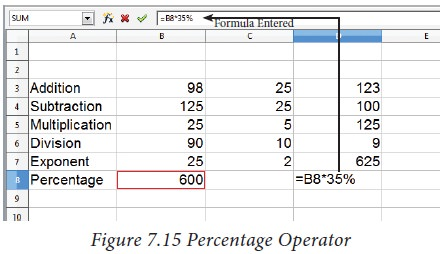 SUM =B8*35% Formula Entered
A B C D E
1
2
3 Addition 98 25 123
4 Subtraction 125 25 100
5 Multiplication 25 5 125
6 Division 90 10 9
7 Exponent 25 2 625
8 Percentage 600 =B8*35%
9
10
Figure 7.15 Percentage Operator